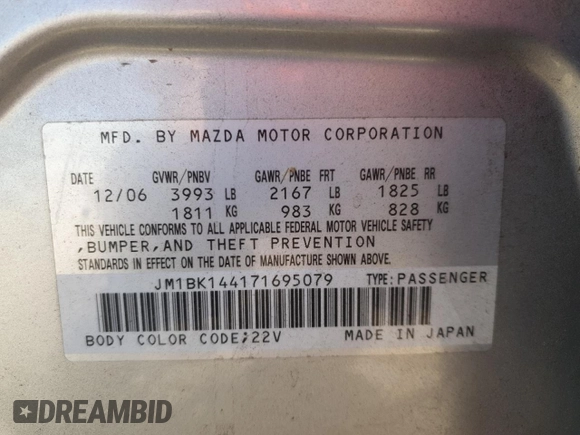 MFD. BY MAZDA MOTOR CORPORATION
DATE GVWR/PNBV GAWR/PNBE FRT GAWR/PNBE RR
12/06 3993 LB 2167 LB 1825 LB
1811 KG 983 KG 828 KG
THIS VEHICLE CONFORMS TO ALL APPLICABLE FEDERAL MOTOR VEHICLE SAFETY
,BUMPER,AND THEFT PREVENTION
STANDARDS IN EFFECT ON THE DATE OF MANUFACTURE SHOWN ABOVE.
JM1BK144171695079 TYPE:PASSENGER
BODY COLOR CODE;22V MADE IN JAPAN
DREAMBID